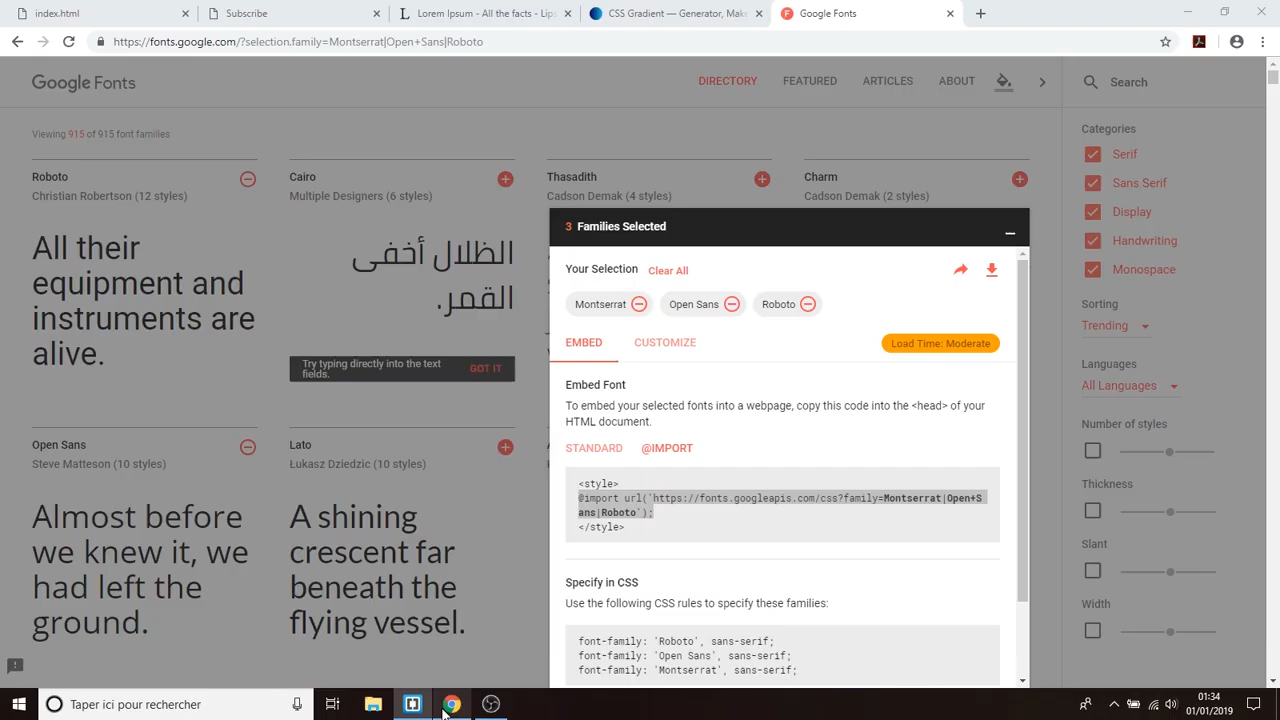 index.html
Subscribe
Lorem Ipsum - All the facts - Lips
CSS Gradient — Generator, Make
Google Fonts
https://fonts.google.com/?selection.family=Montserrat|Open+Sans|Roboto
Google Fonts
DIRECTORY
FEATURED
ARTICLES
ABOUT
Search
Viewing 915 of 915 font families
Roboto
Christian Robertson (12 styles)
All their
equipment and
instruments are
alive.
Cairo
Multiple Designers (6 styles)
الظلال أخفى
القمر.
Try typing directly into the text
fields.
GOT IT
Thasadith
Cadson Demak (4 styles)
Charm
Cadson Demak (2 styles)
Open Sans
Steve Matteson (10 styles)
Almost before
we knew it, we
had left the
ground.
Lato
Łukasz Dziedzic (10 styles)
A shining
crescent far
beneath the
flying vessel.
3 Families Selected
Your Selection
Clear All
Montserrat
Open Sans
Roboto
EMBED
CUSTOMIZE
Load Time: Moderate
Embed Font
To embed your selected fonts into a webpage, copy this code into the <head> of your
HTML document.
STANDARD
@IMPORT
<style>
@import url('https://fonts.googleapis.com/css?family=Montserrat|Open+S
ans|Roboto');
</style>
Specify in CSS
Use the following CSS rules to specify these families:
font-family: 'Roboto', sans-serif;
font-family: 'Open Sans', sans-serif;
font-family: 'Montserrat', sans-serif;
Categories
Serif
Sans Serif
Display
Handwriting
Monospace
Sorting
Trending
Languages
All Languages
Number of styles
Thickness
Slant
Width
Taper ici pour rechercher
01:34
01/01/2019